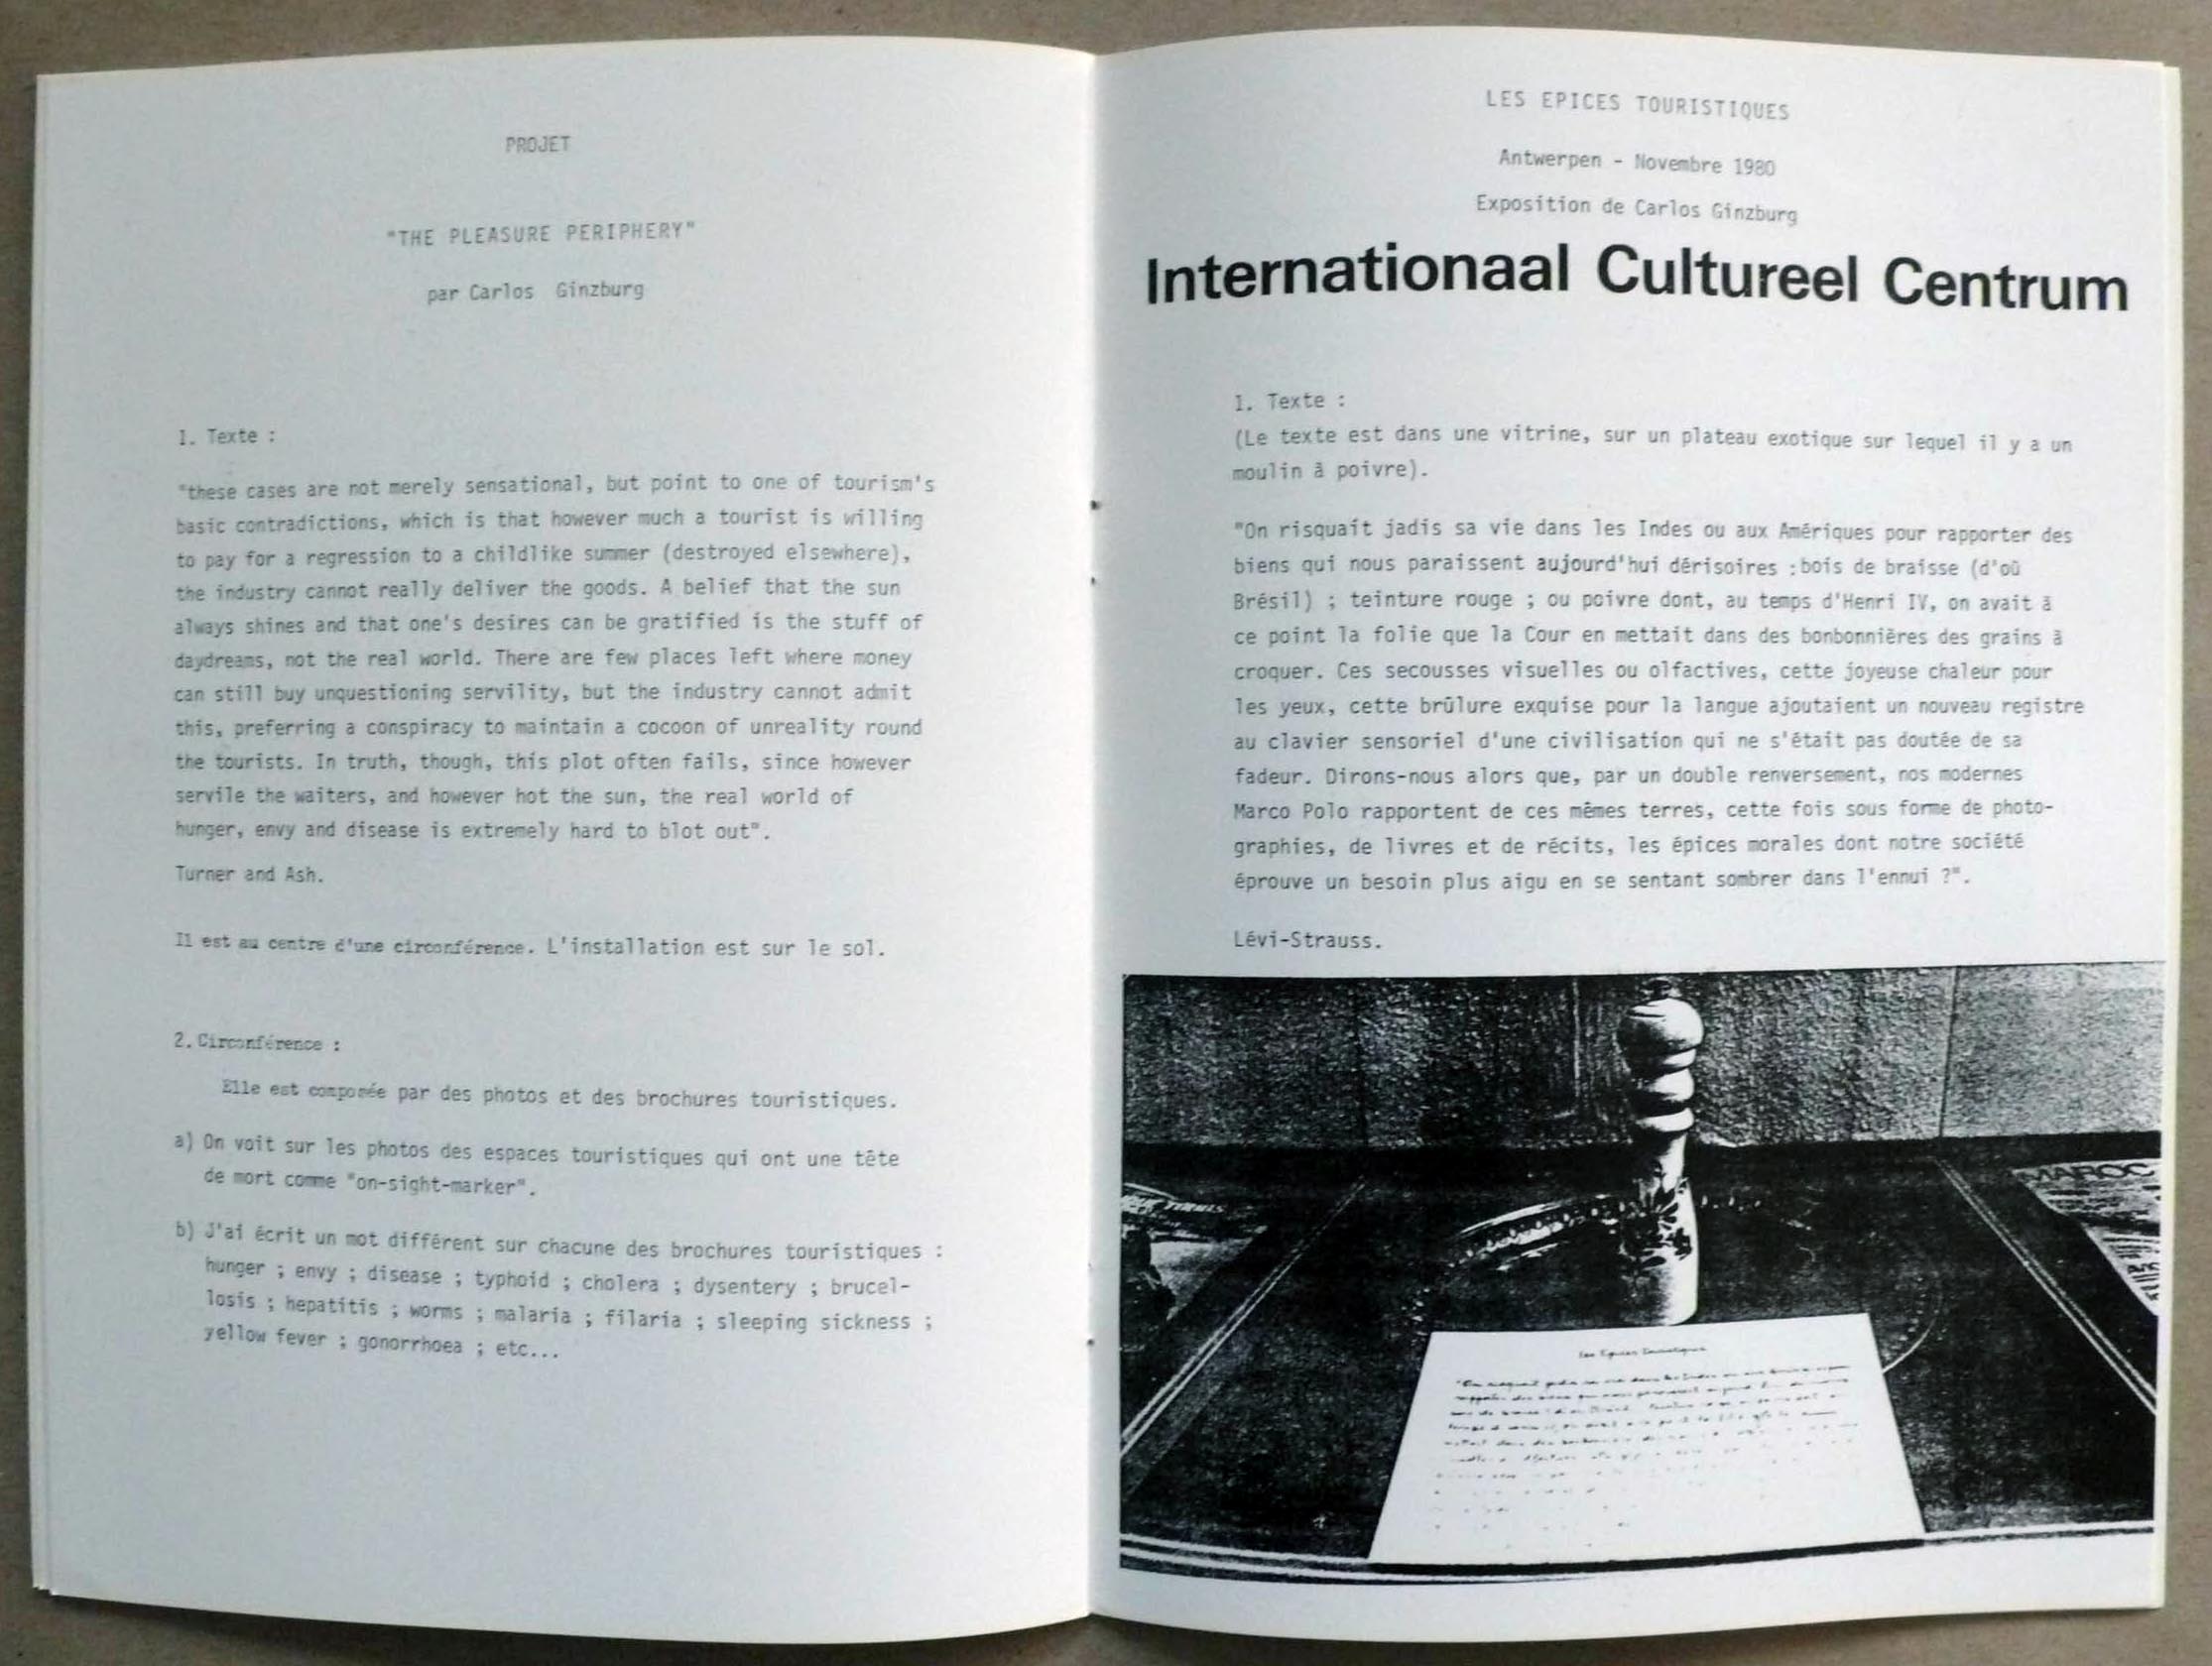 PROJET
"THE PLEASURE PERIPHERY"
par Carlos Ginzburg
1. Texte :
"these cases are not merely sensational, but point to one of tourism's
basic contradictions, which is that however much a tourist is willing
to pay for a regression to a childlike summer (destroyed elsewhere),
the industry cannot really deliver the goods. A belief that the sun
always shines and that one's desires can be gratified is the stuff of
daydreams, not the real world. There are few places left where money
can still buy unquestioning servility, but the industry cannot admit
this, preferring a conspiracy to maintain a cocoon of unreality round
the tourists. In truth, though, this plot often fails, since however
servile the waiters, and however hot the sun, the real world of
hunger, envy and disease is extremely hard to blot out".
Turner and Ash.
Il est au centre d'une circonférence. L'installation est sur le sol.
2. Circonférence :
Elle est composée par des photos et des brochures touristiques.
a) On voit sur les photos des espaces touristiques qui ont une tête
de mort comme "on-sight-marker".
b) J'ai écrit un mot différent sur chacune des brochures touristiques :
hunger ; envy ; disease ; typhoid ; cholera ; dysentery ; brucel-
losis ; hepatitis ; worms ; malaria ; filaria ; sleeping sickness ;
yellow fever ; gonorrhoea ; etc...
LES EPICES TOURISTIQUES
Antwerpen - Novembre 1980
Exposition de Carlos Ginzburg
Internationaal Cultureel Centrum
1. Texte :
(Le texte est dans une vitrine, sur un plateau exotique sur lequel il y a un
moulin à poivre).
"On risquait jadis sa vie dans les Indes ou aux Amériques pour rapporter des
biens qui nous paraissent aujourd'hui dérisoires :bois de braisse (d'où
Brésil) ; teinture rouge ; ou poivre dont, au temps d'Henri IV, on avait à
ce point la folie que la Cour en mettait dans des bonbonnières des grains à
croquer. Ces secousses visuelles ou olfactives, cette joyeuse chaleur pour
les yeux, cette brûlure exquise pour la langue ajoutaient un nouveau registre
au clavier sensoriel d'une civilisation qui ne s'était pas doutée de sa
fadeur. Dirons-nous alors que, par un double renversement, nos modernes
Marco Polo rapportent de ces mêmes terres, cette fois sous forme de photo-
graphies, de livres et de récits, les épices morales dont notre société
éprouve un besoin plus aigu en se sentant sombrer dans l'ennui ?".
Lévi-Strauss.
MAROC
Les Epices Touristiques